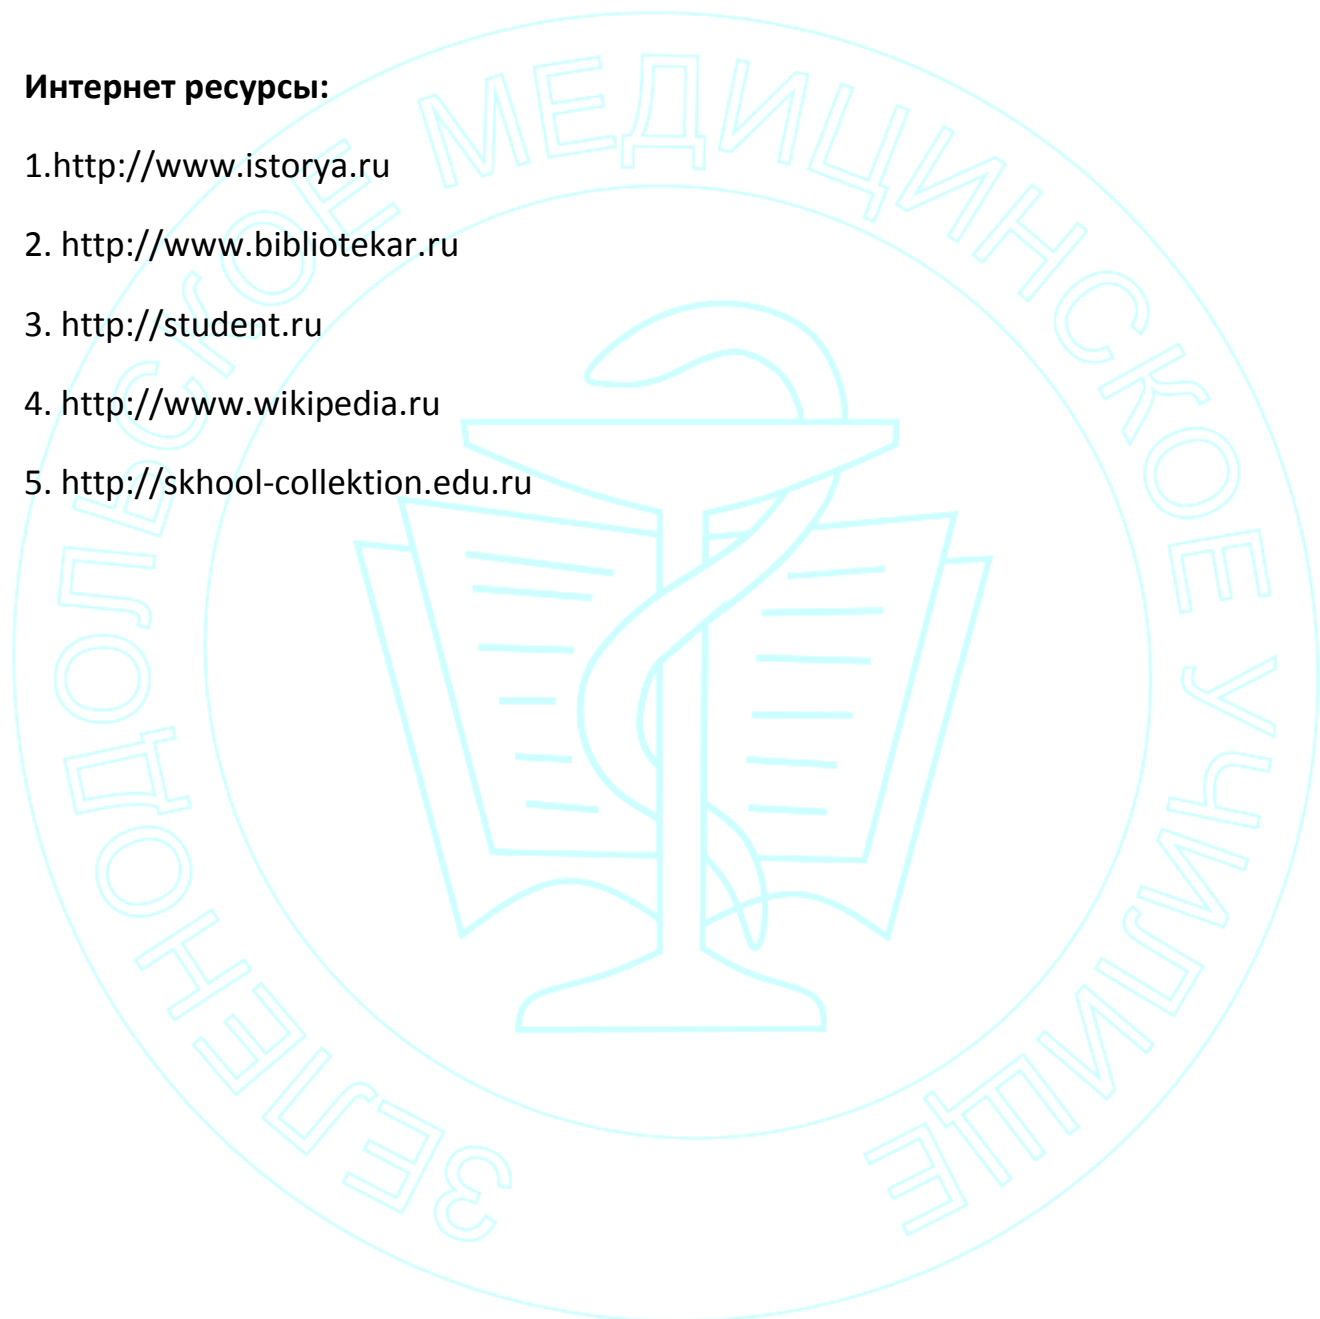 Интернет ресурсы:
1.http://www.istorya.ru
2. http://www.bibliotekar.ru
3. http://student.ru
4. http://www.wikipedia.ru
5. http://skhool-collektion.edu.ru
ЗЕЛЕНОДОЛЬСКОЕ МЕДИЦИНСКОЕ УЧИЛИЩЕ